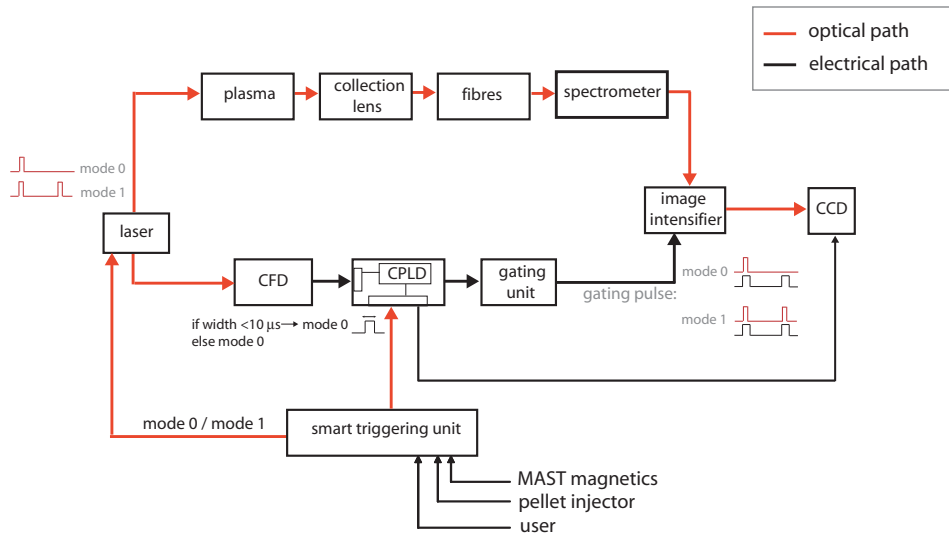 optical path
electrical path
plasma
collection
lens
fibres
spectrometer
mode 0
mode 1
image
intensifier
CCD
laser
CFD
CPLD
gating
unit
gating pulse:
mode 0
mode 1
if width <10 μs→ mode 0
else mode 0
mode 0 / mode 1
smart triggering unit
MAST magnetics
pellet injector
user